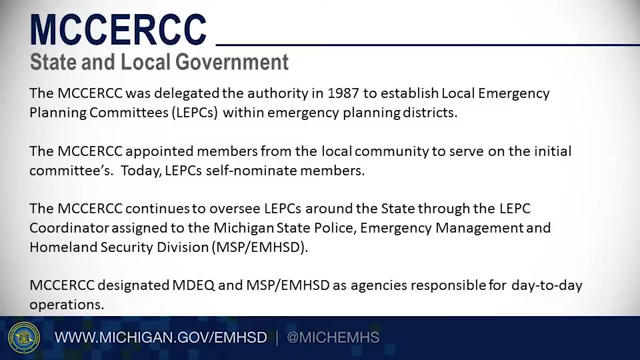 MCCERCC
State and Local Government
The MCCERCC was delegated the authority in 1987 to establish Local Emergency
Planning Committees (LEPCs) within emergency planning districts.
The MCCERCC appointed members from the local community to serve on the initial
committee's. Today, LEPCs self-nominate members.
The MCCERCC continues to oversee LEPCs around the State through the LEPC
Coordinator assigned to the Michigan State Police, Emergency Management and
Homeland Security Division (MSP/EMHSD).
MCCERCC designated MDEQ and MSP/EMHSD as agencies responsible for day-to-day
operations.
WWW.MICHIGAN.GOV/EMHSD | @MICHEMHS